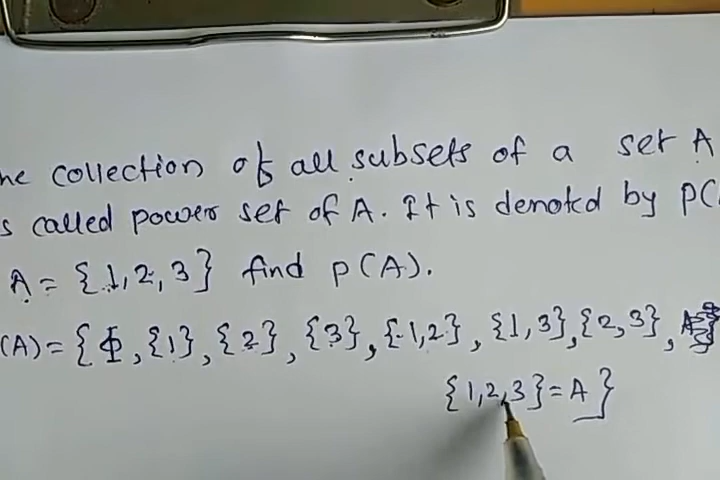 he collection of all subsets of a set A
s called power set of A. It is denoted by P(
A = {1,2,3} find P(A).
(A) = {Φ, {1}, {2}, {3}, {1,2}, {1,3}, {2,3},
{1,2,3} = A}